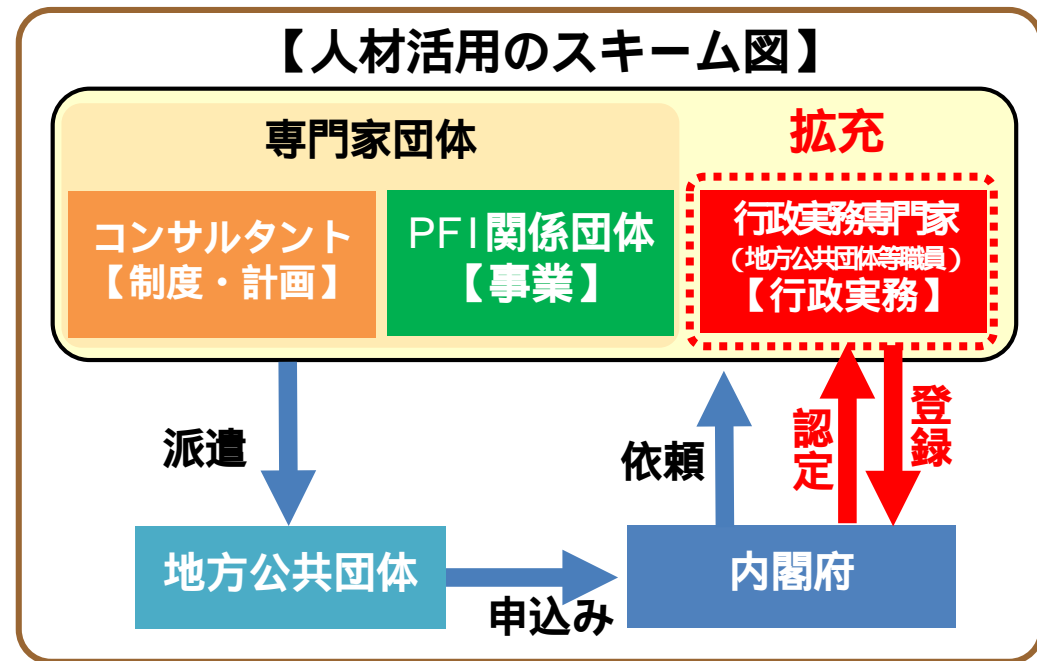 【人材活用のスキーム図】
専門家団体
拡充
コンサルタント
【制度・計画】
PFI関係団体
【事業】
行政実務専門家
（地方公共団体等職員）
【行政実務】
派遣
依頼
認定
登録
地方公共団体
申込み
内閣府